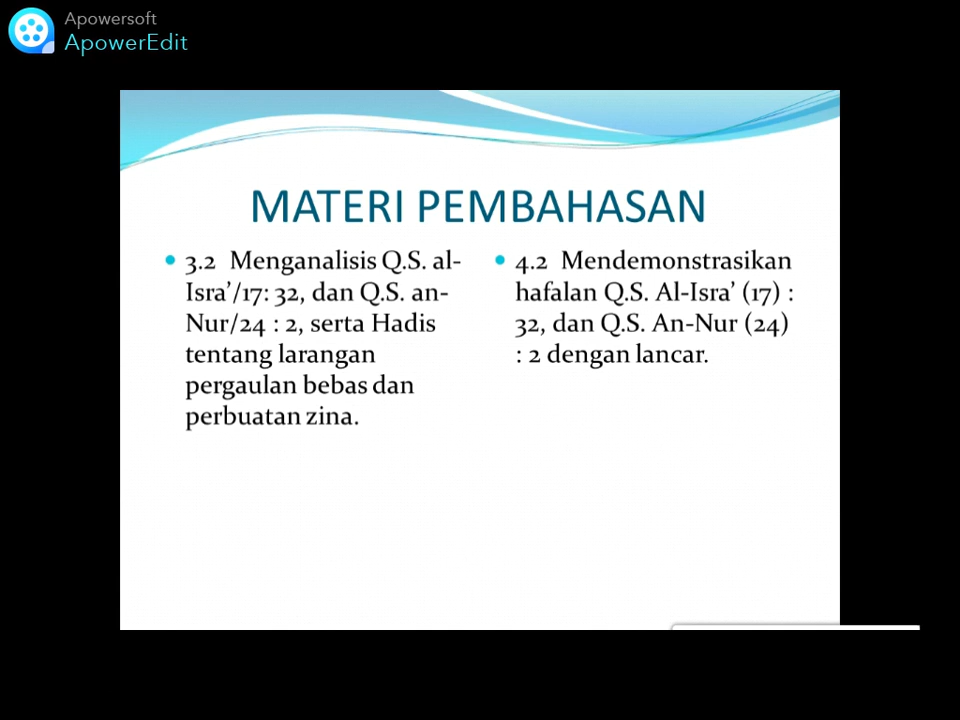 Apowersoft
ApowerEdit
MATERI PEMBAHASAN
• 3.2 Menganalisis Q.S. al-
Isra’/17: 32, dan Q.S. an-
Nur/24 : 2, serta Hadis
tentang larangan
pergaulan bebas dan
perbuatan zina.
• 4.2 Mendemonstrasikan
hafalan Q.S. Al-Isra’ (17) :
32, dan Q.S. An-Nur (24)
: 2 dengan lancar.